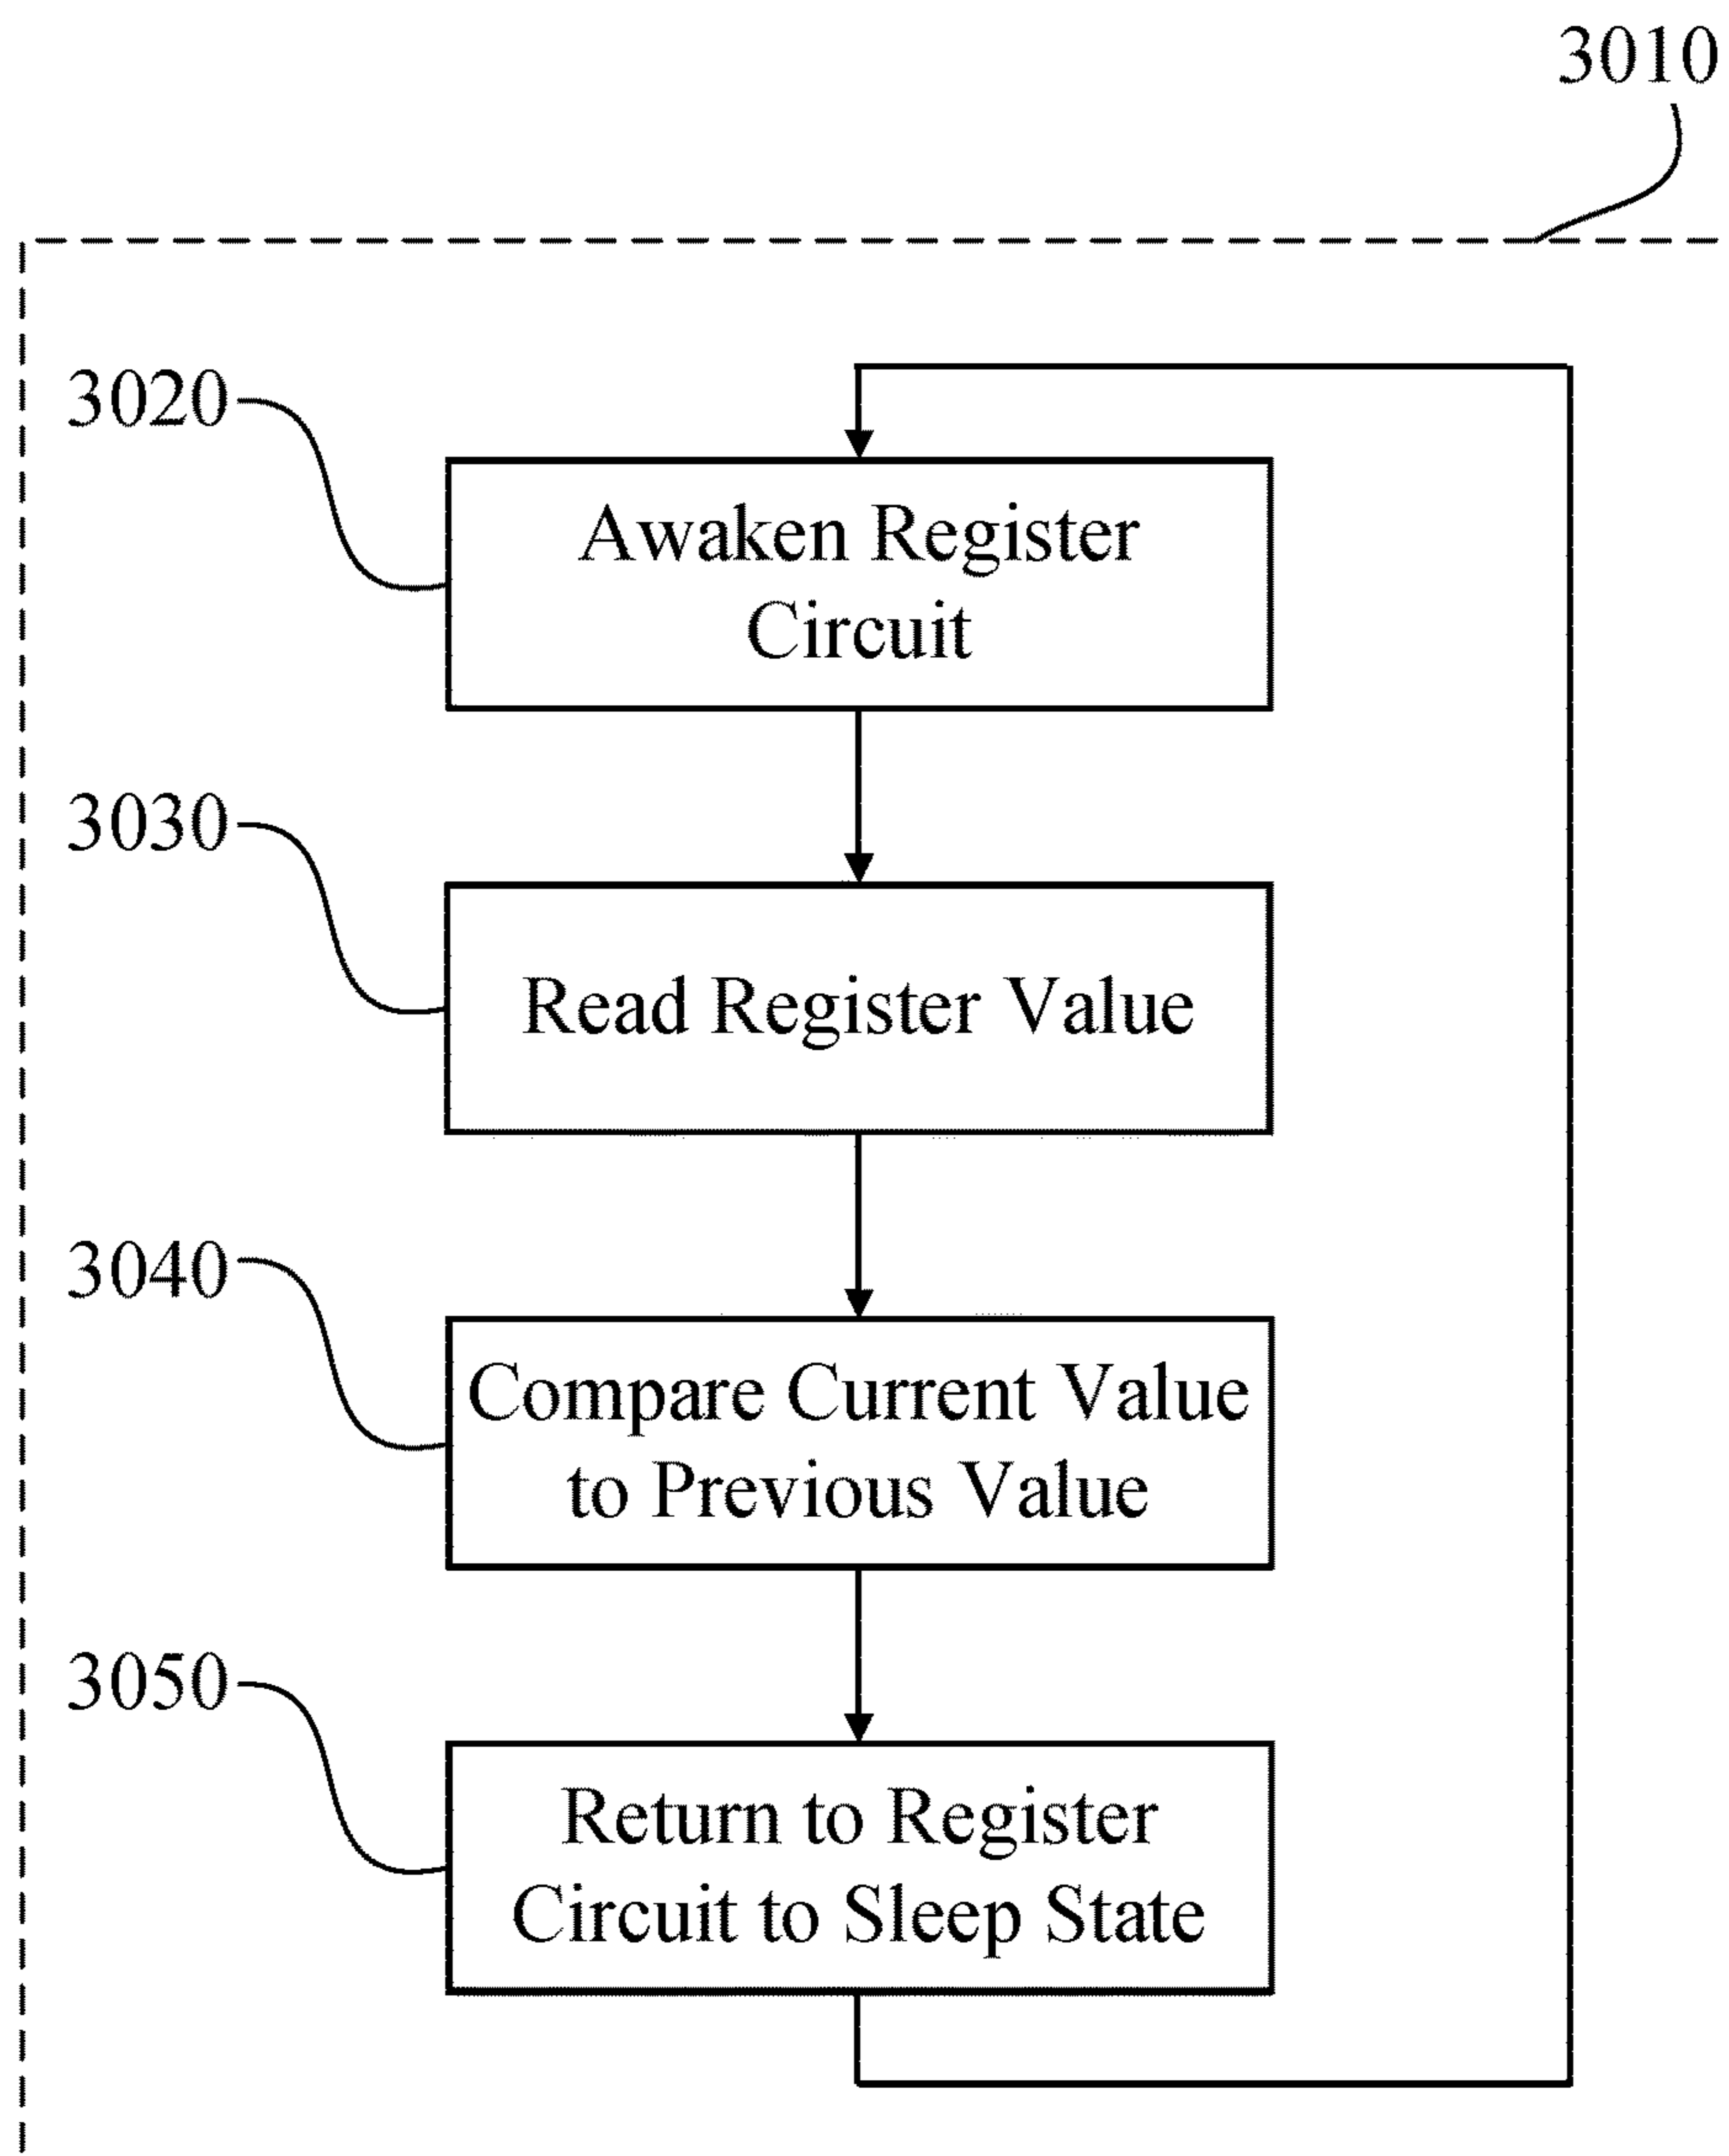 3010
3020
Awaken Register
Circuit
3030
Read Register Value
3040
Compare Current Value
to Previous Value
3050
Return to Register
Circuit to Sleep State